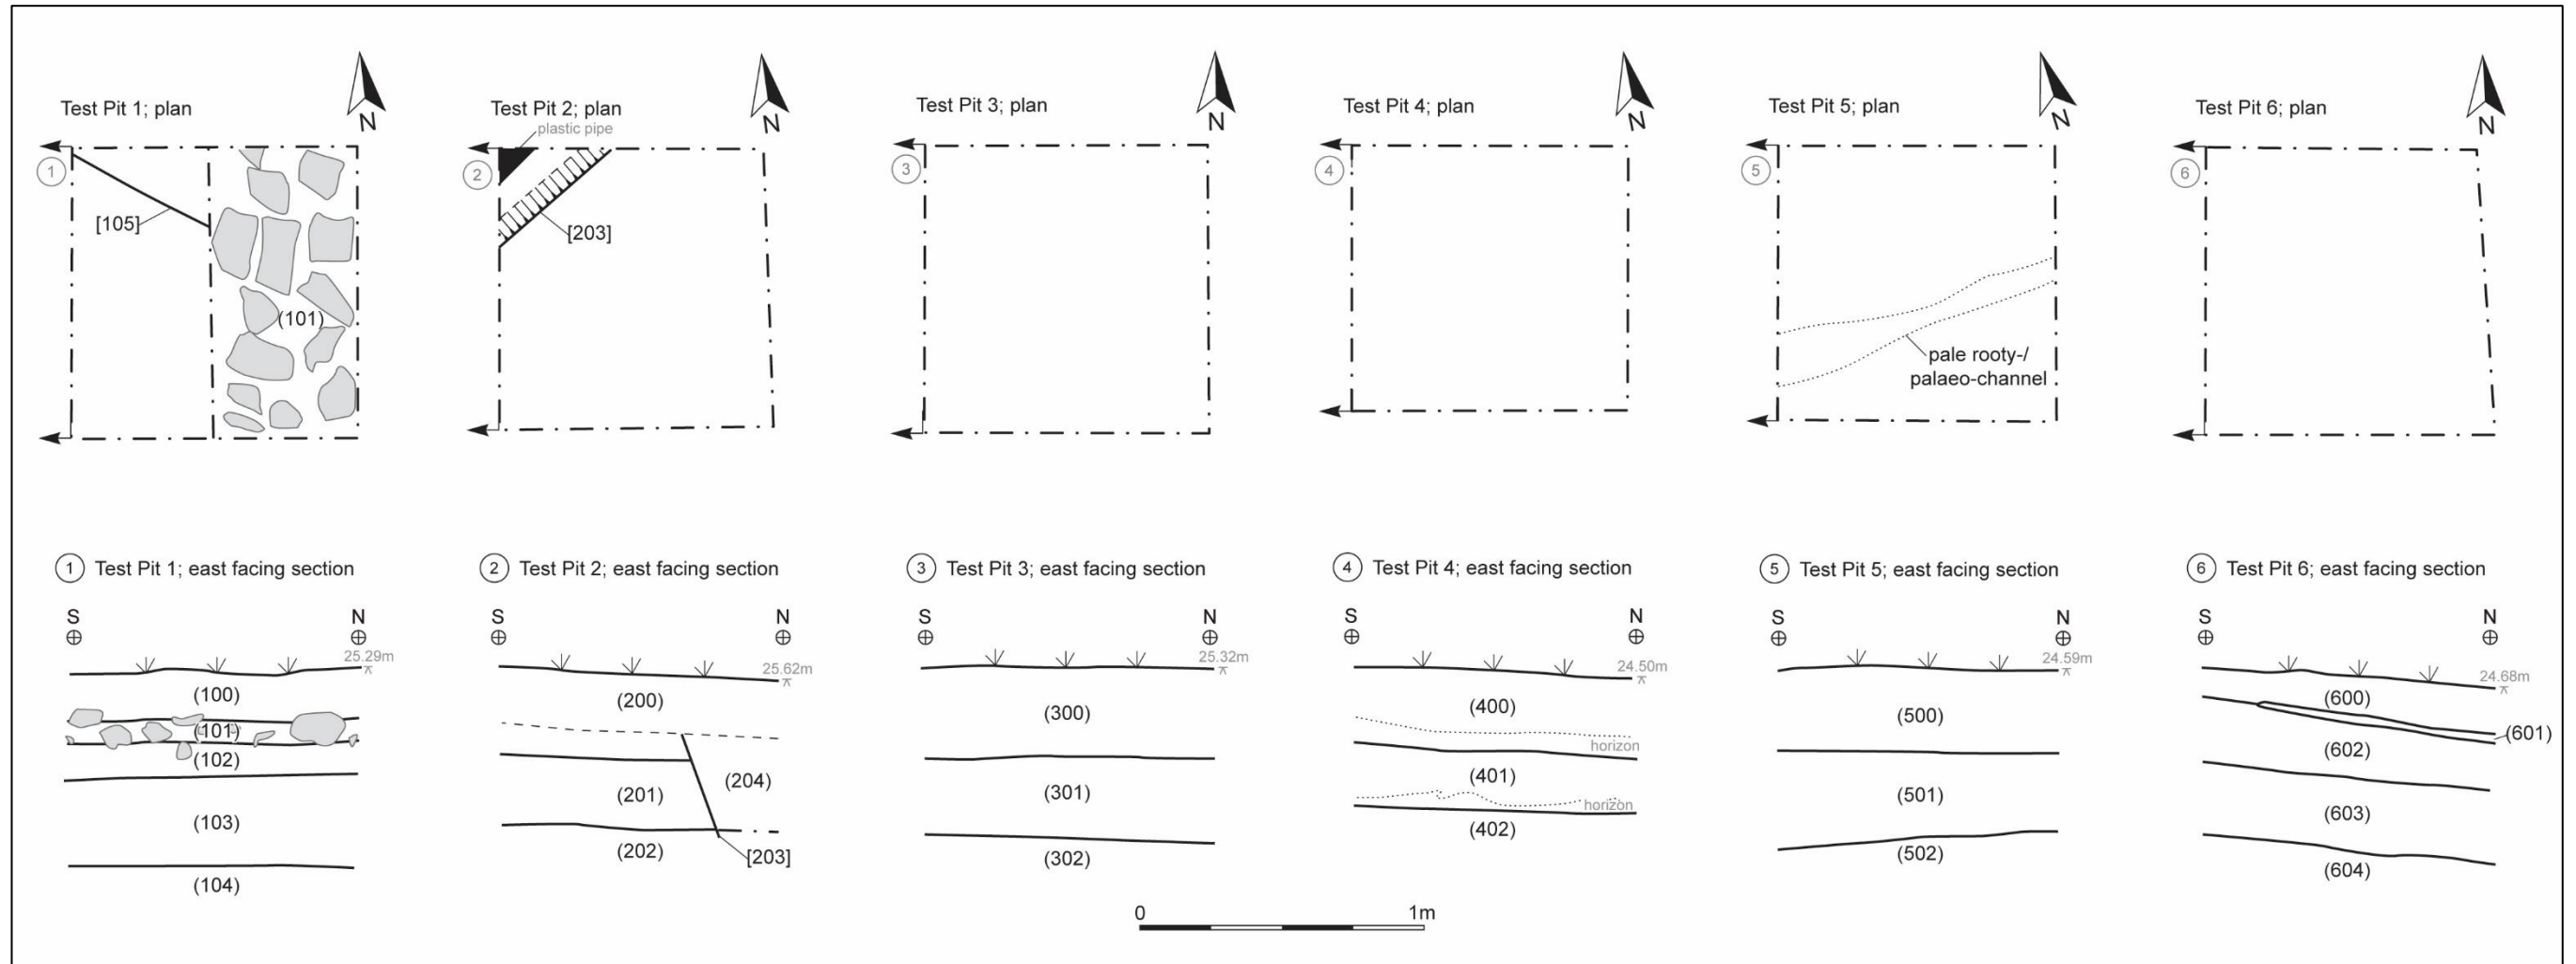 Test Pit 1; plan
N
1
[105]
(101)
Test Pit 2; plan
plastic pipe
N
2
[203]
Test Pit 3; plan
N
3
Test Pit 4; plan
N
4
Test Pit 5; plan
N
5
pale rooty-/
palaeo-channel
Test Pit 6; plan
N
6
1 Test Pit 1; east facing section
S N
25.29m
(100)
(101)
(102)
(103)
(104)
2 Test Pit 2; east facing section
S N
25.62m
(200)
(204)
(201)
(202)
[203]
3 Test Pit 3; east facing section
S N
25.32m
(300)
(301)
(302)
4 Test Pit 4; east facing section
S N
24.50m
(400)
horizon
(401)
horizon
(402)
5 Test Pit 5; east facing section
S N
24.59m
(500)
(501)
(502)
6 Test Pit 6; east facing section
S N
24.68m
(600)
(601)
(602)
(603)
(604)
0 1m